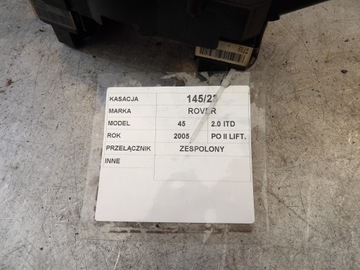 KASACJA 145/2
MARKA ROVER
MODEL 45 2.0 ITD
ROK 2005 PO II LIFT.
PRZEŁĄCZNIK ZESPOLONY
INNE